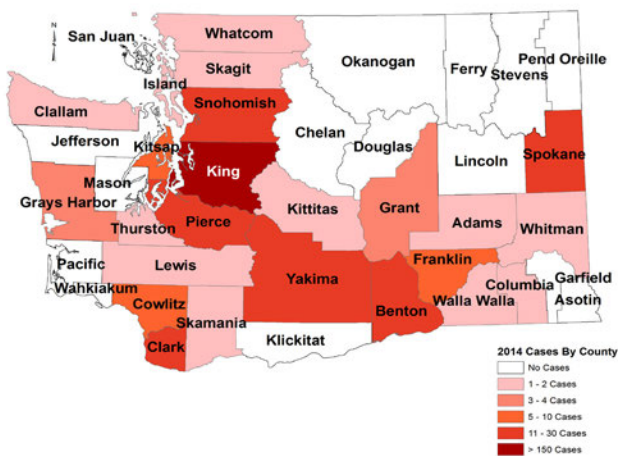 N
San Juan
Whatcom
Skagit
Island
Okanogan
Ferry
Stevens
Pend Oreille
Clallam
Snohomish
Chelan
Douglas
Jefferson
Kitsap
King
Lincoln
Spokane
Mason
Grays Harbor
Kittitas
Grant
Thurston
Pierce
Adams
Whitman
Pacific
Lewis
Yakima
Franklin
Wahkiakum
Cowlitz
Benton
Walla Walla
Columbia
Garfield
Asotin
Skamania
Clark
Klickitat
2014 Cases By County
No Cases
1 - 2 Cases
3 - 4 Cases
5 - 10 Cases
11 - 30 Cases
> 150 Cases